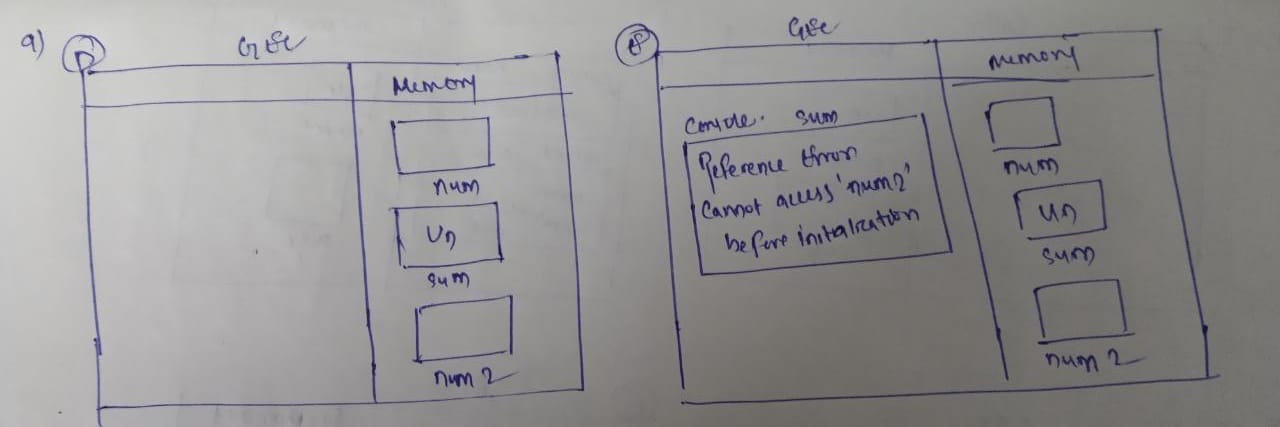 9) D GEC
Memory
num
Un
sum
num 2
E GEC
Memory
Console. sum
Reference Error
Cannot access 'num2'
before initialization
num
Un
sum
num 2